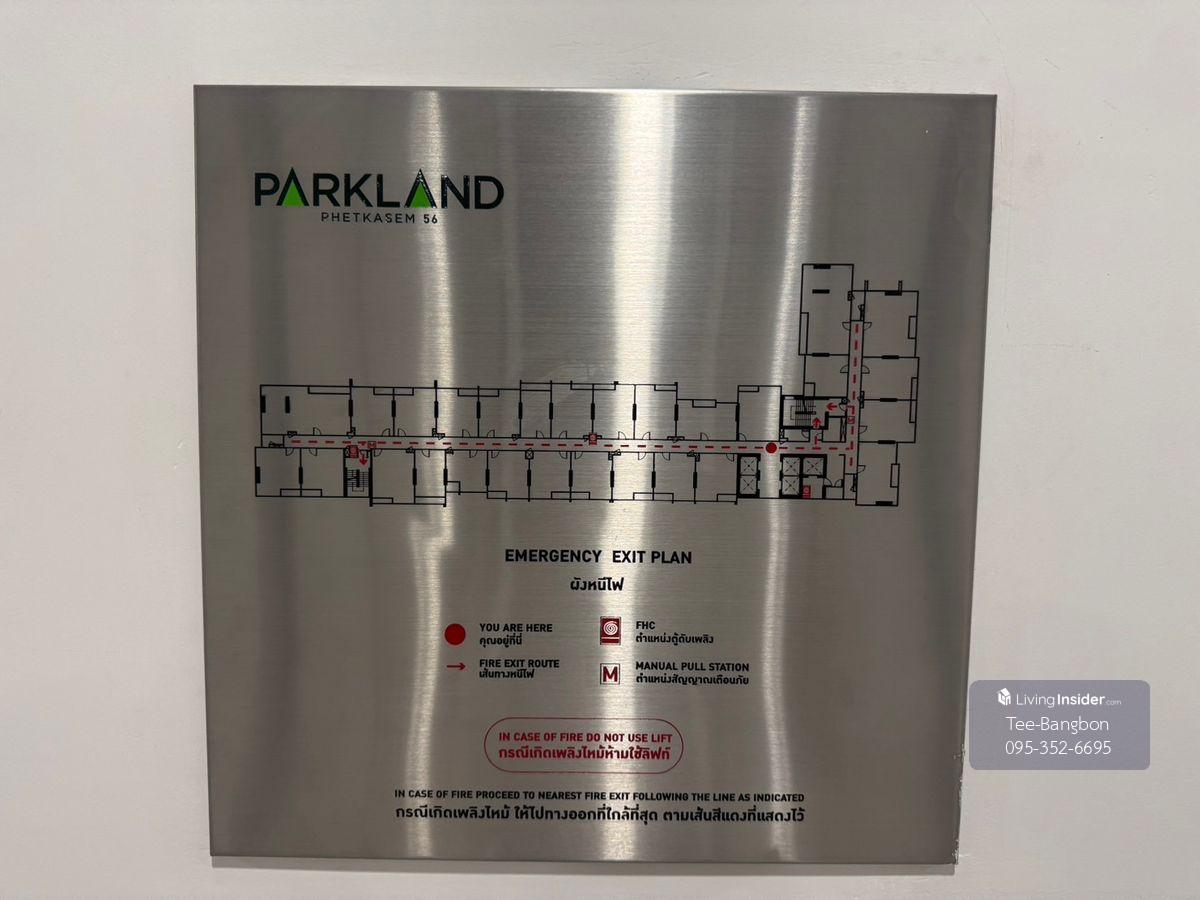 PARKLAND
PHETKASEM 56
EMERGENCY EXIT PLAN
ผังหนีไฟ
YOU ARE HERE
คุณอยู่ที่นี่
FHC
ตำแหน่งตู้ดับเพลิง
FIRE EXIT ROUTE
เส้นทางหนีไฟ
M
MANUAL PULL STATION
ตำแหน่งสัญญาณเตือนภัย
IN CASE OF FIRE DO NOT USE LIFT
กรณีเกิดเพลิงไหม้ห้ามใช้ลิฟท์
IN CASE OF FIRE PROCEED TO NEAREST FIRE EXIT FOLLOWING THE LINE AS INDICATED
กรณีเกิดเพลิงไหม้ ให้ไปทางออกที่ใกล้ที่สุด ตามเส้นสีแดงที่แสดงไว้
LivingInsider.com
Tee-Bangbon
095-352-6695